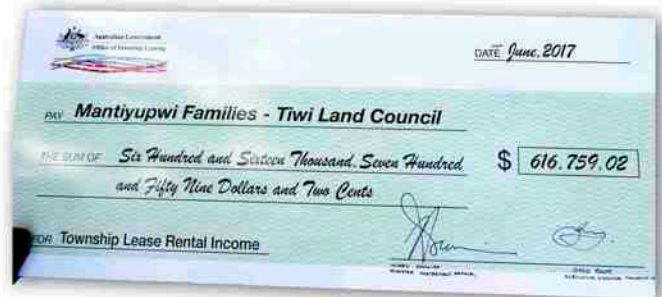 Australian Government
Office of Township Leasing
DATE June, 2017
PAY Mantiyupwi Families - Tiwi Land Council
THE SUM OF Six Hundred and Sixteen Thousand, Seven Hundred $ 616,759.02
and Fifty Nine Dollars and Two Cents
FOR Township Lease Rental Income